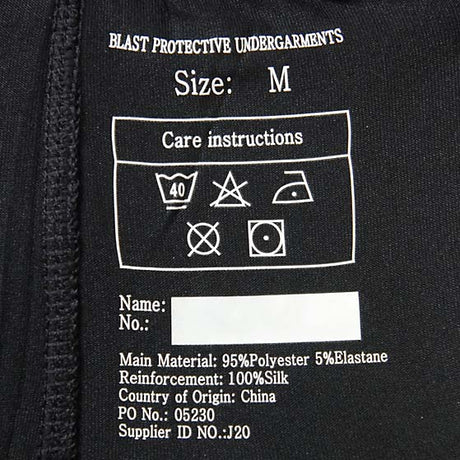 BLAST PROTECTIVE UNDERGARMENTS
Size: M
Care instructions
40
Name:
No.:
Main Material: 95%Polyester 5%Elastane
Reinforcement: 100%Silk
Country of Origin: China
PO No.: 05230
Supplier ID NO.:J20